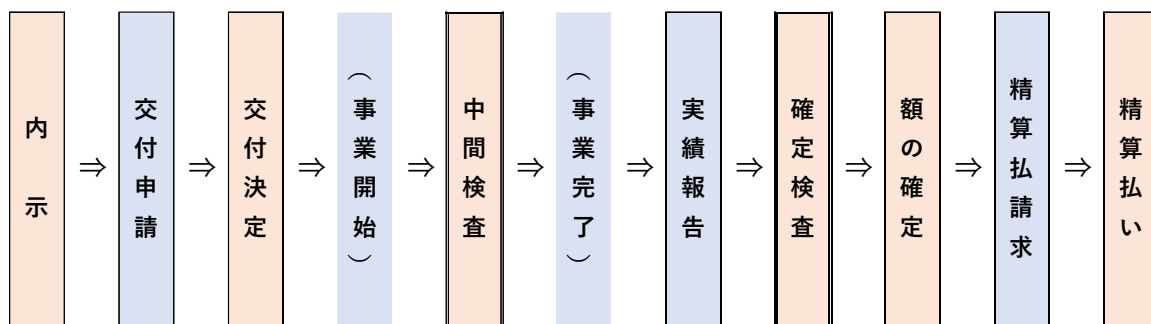 内示
⇒
交付申請
⇒
交付決定
⇒
（事業開始）
⇒
中間検査
⇒
（事業完了）
⇒
実績報告
⇒
確定検査
⇒
額の確定
⇒
精算払請求
⇒
精算払い